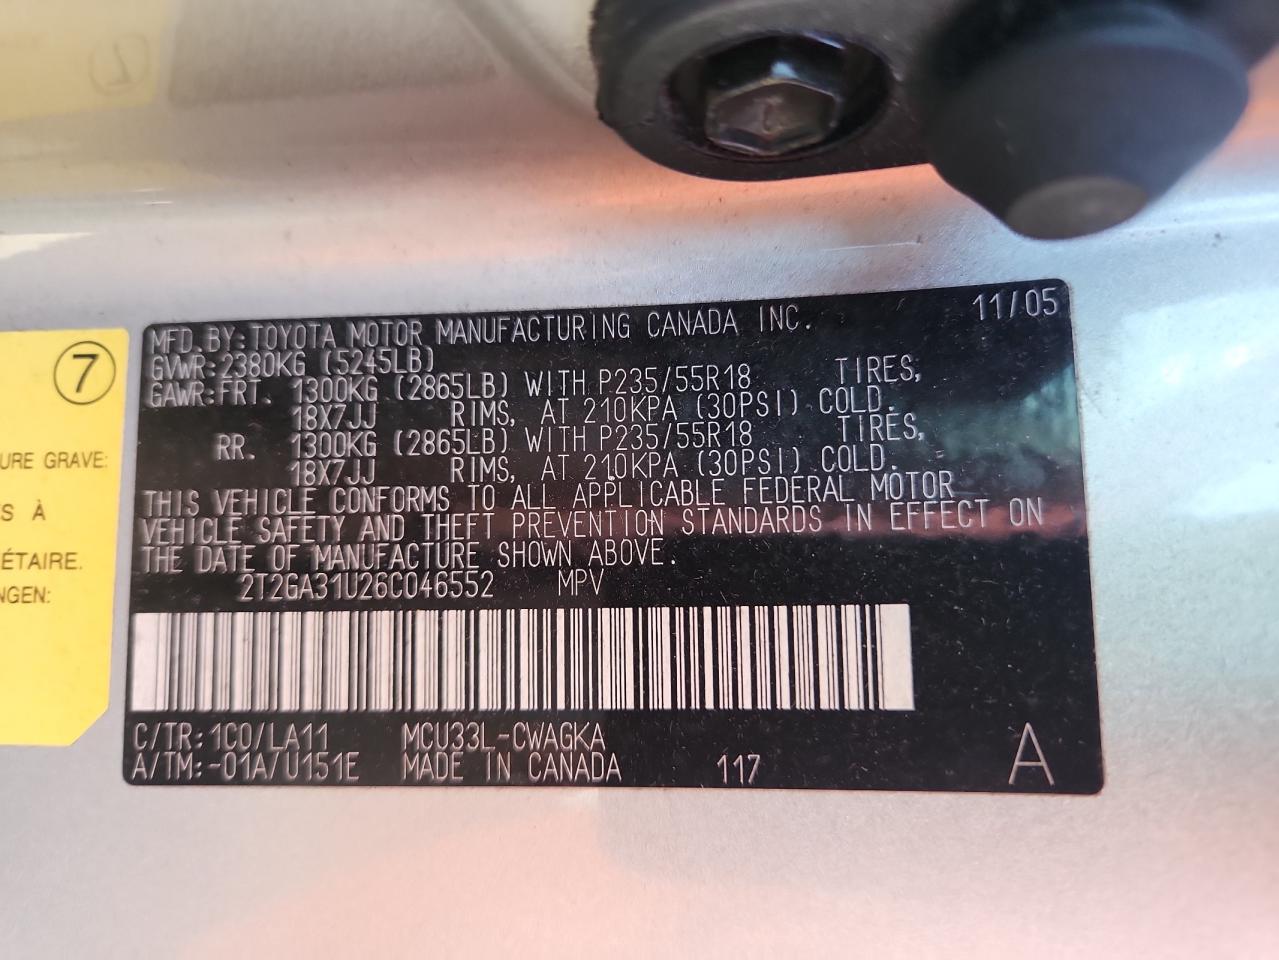 MFD. BY: TOYOTA MOTOR MANUFACTURING CANADA INC. 11/05
GVWR: 2380KG (5245LB)
GAWR: FRT. 1300KG (2865LB) WITH P235/55R18 TIRES,
18X7JJ RIMS, AT 210KPA (30PSI) COLD.
RR. 1300KG (2865LB) WITH P235/55R18 TIRES,
18X7JJ RIMS, AT 210KPA (30PSI) COLD.
THIS VEHICLE CONFORMS TO ALL APPLICABLE FEDERAL MOTOR
VEHICLE SAFETY AND THEFT PREVENTION STANDARDS IN EFFECT ON
THE DATE OF MANUFACTURE SHOWN ABOVE.
2T2GA31U26C046552 MPV
C/TR: 1C0/LA11 MCU33L-CWAGKA
A/TM: -01A/U151E MADE IN CANADA 117 A
7
URE GRAVE:
S À
ÉTAIRE.
NGEN: